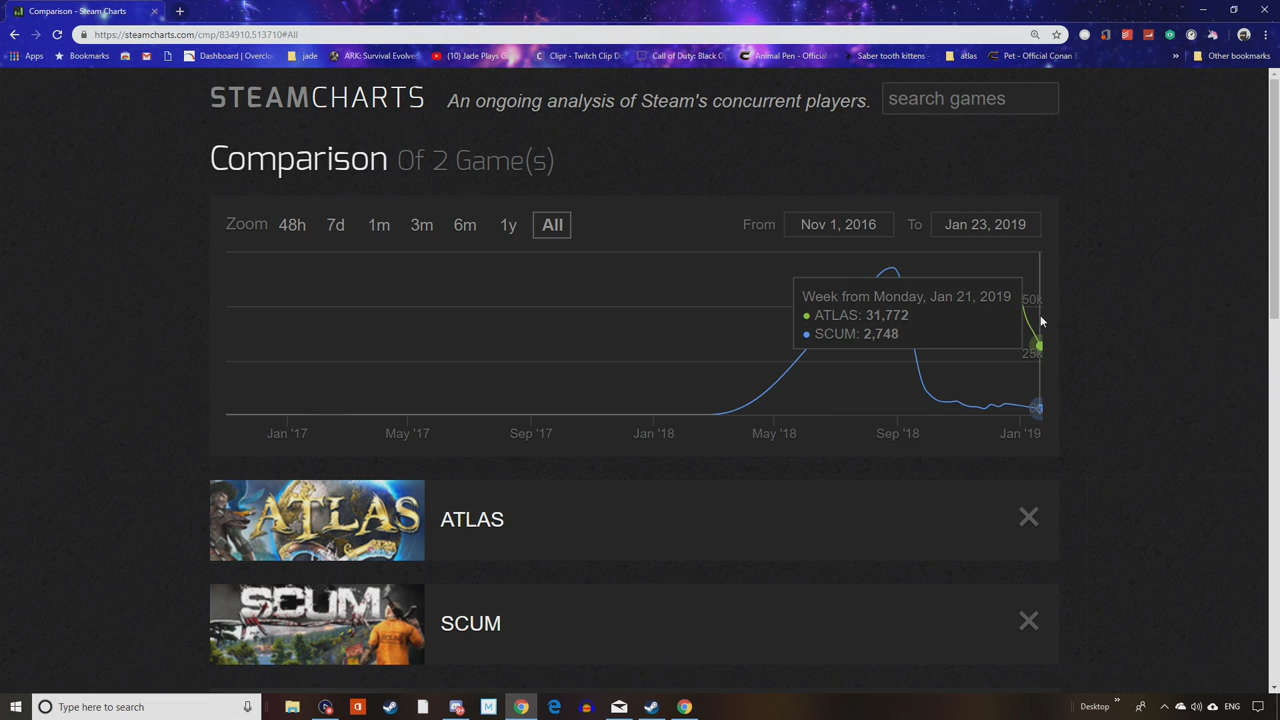 Comparison - Steam Charts
https://steamcharts.com/cmp/834910.513710#All
Apps
Bookmarks
Dashboard | Overclo
jade
ARK: Survival Evolve
(10) Jade Plays Ga
Clipr - Twitch Clip Do
Call of Duty: Black O
Animal Pen - Official
Saber tooth kittens
atlas
Pet - Official Conan E
»
Other bookmarks
STEAMCHARTS
An ongoing analysis of Steam's concurrent players.
search games
Comparison Of 2 Game(s)
Zoom 48h 7d 1m 3m 6m 1y All
From Nov 1, 2016 To Jan 23, 2019
Week from Monday, Jan 21, 2019
ATLAS: 31,772
SCUM: 2,748
50k
25k
Jan '17 May '17 Sep '17 Jan '18 May '18 Sep '18 Jan '19
ATLAS
ATLAS
SCUM
SCUM
Type here to search
Desktop
»
ENG